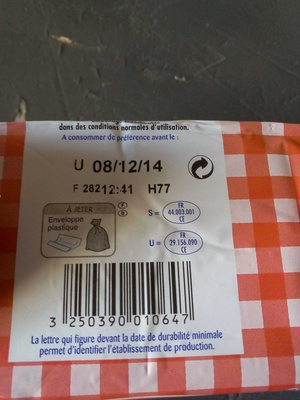 dans des conditions normales d'utilisation.
A consommer de préférence avant le :
U 08/12/14
F 28212:41 H77
À JETER
Enveloppe
plastique
S = FR
44.003.001
CE
U = FR
29.156.090
CE
3 250390 010647
La lettre qui figure devant la date de durabilité minimale
permet d'identifier l'établissement de production.